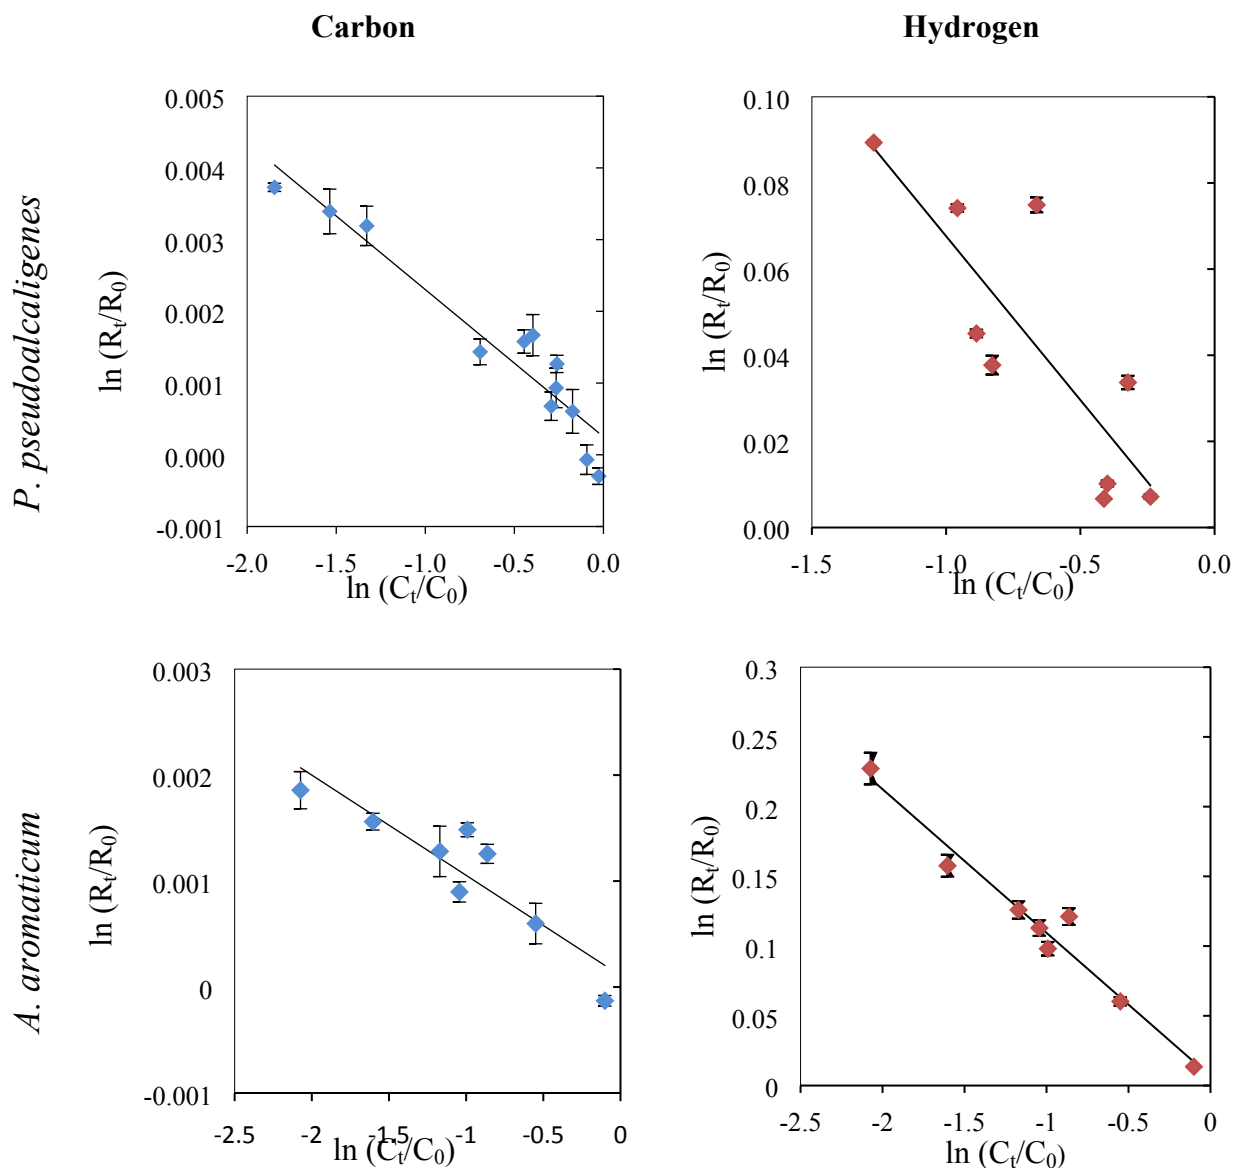 Carbon
Hydrogen
P. pseudoalcaligenes
ln (Rt/R0)
0.005
0.004
0.003
0.002
0.001
0.000
-0.001
-2.0 -1.5 -1.0 -0.5 0.0
ln (Ct/C0)
ln (Rt/R0)
0.10
0.08
0.06
0.04
0.02
0.00
-1.5 -1.0 -0.5 0.0
ln (Ct/C0)
A. aromaticum
ln (Rt/R0)
0.003
0.002
0.001
0
-0.001
-2.5 -2 -1.5 -1 -0.5 0
ln (Ct/C0)
ln (Rt/R0)
0.3
0.25
0.2
0.15
0.1
0.05
0
-2.5 -2 -1.5 -1 -0.5 0
ln (Ct/C0)